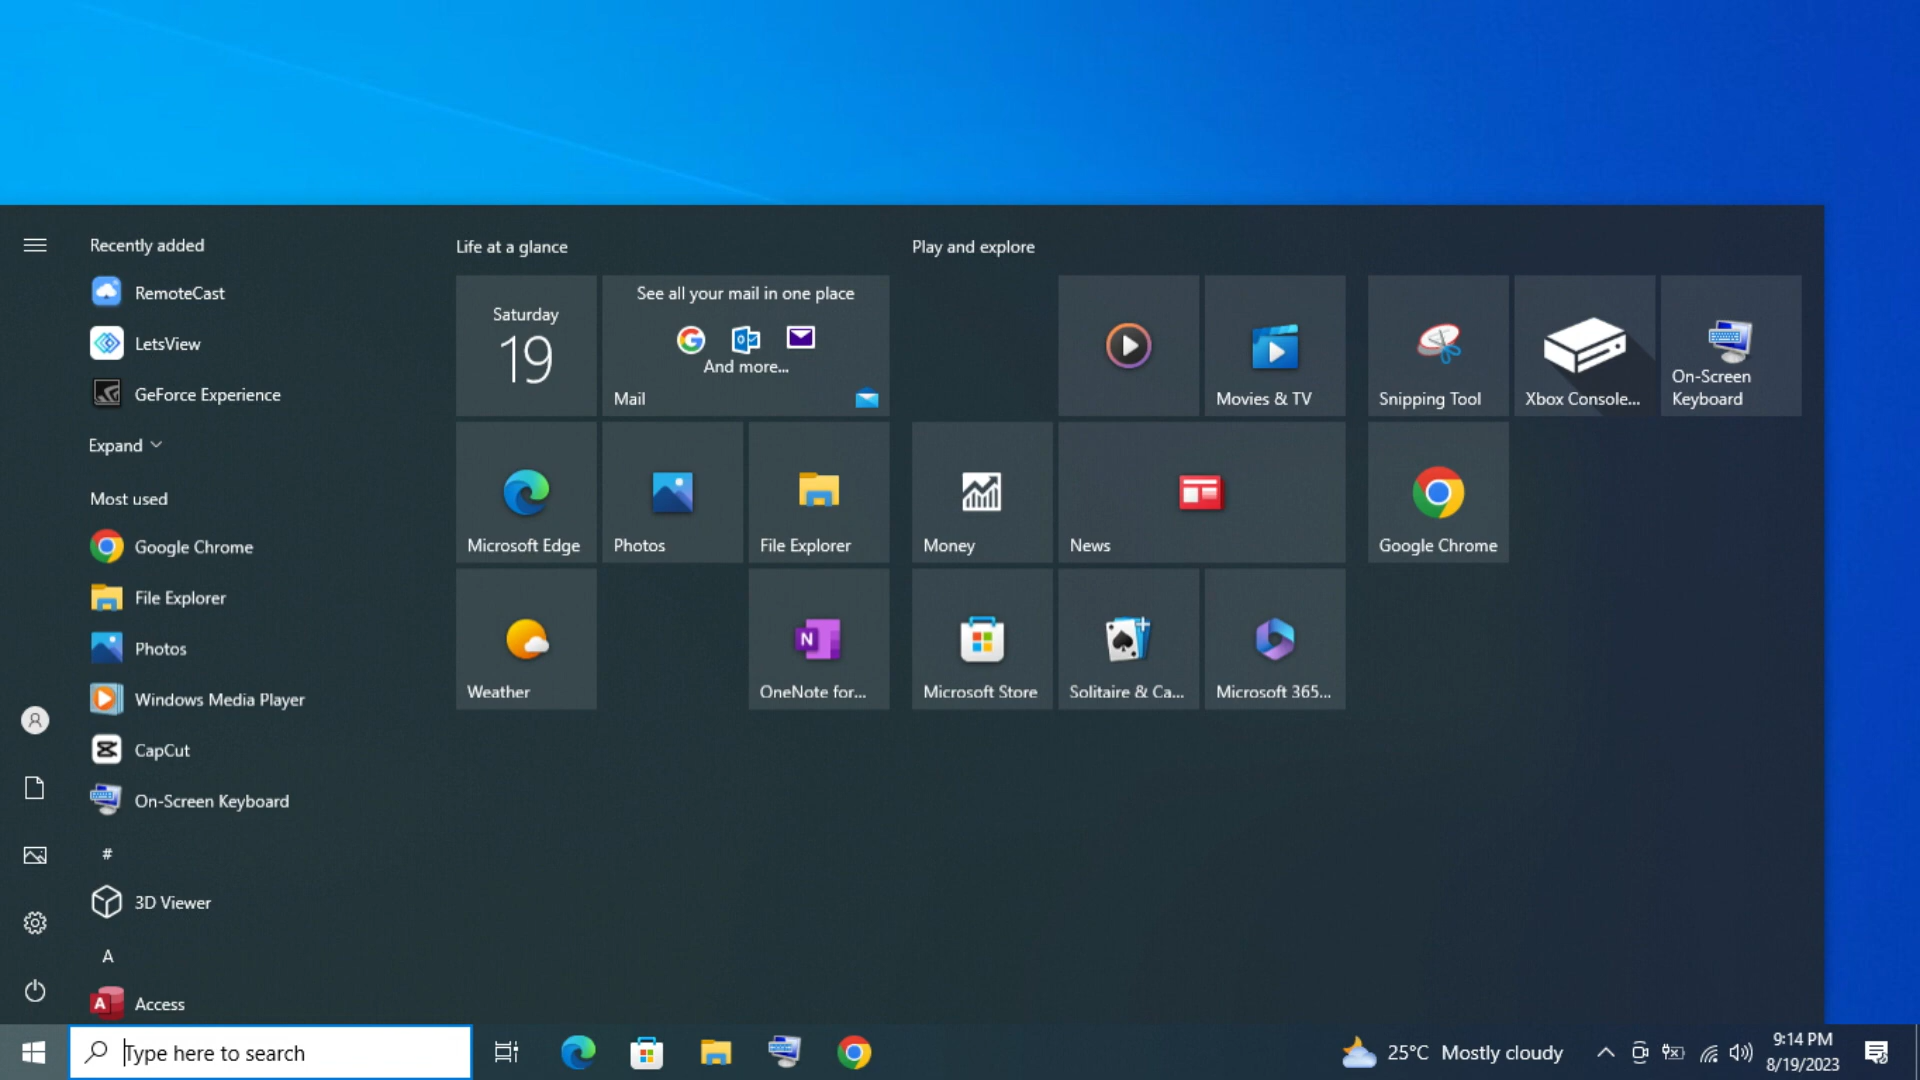 Recently added
RemoteCast
LetsView
GeForce Experience
Expand
Most used
Google Chrome
File Explorer
Photos
Windows Media Player
CapCut
On-Screen Keyboard
#
3D Viewer
A
Access
Life at a glance
Saturday
19
See all your mail in one place
And more...
Mail
Microsoft Edge
Photos
File Explorer
Weather
OneNote for...
Play and explore
Movies & TV
Money
News
Microsoft Store
Solitaire & Ca...
Microsoft 365...
Snipping Tool
Xbox Console...
On-Screen
Keyboard
Google Chrome
Type here to search
25°C Mostly cloudy
9:14 PM
8/19/2023